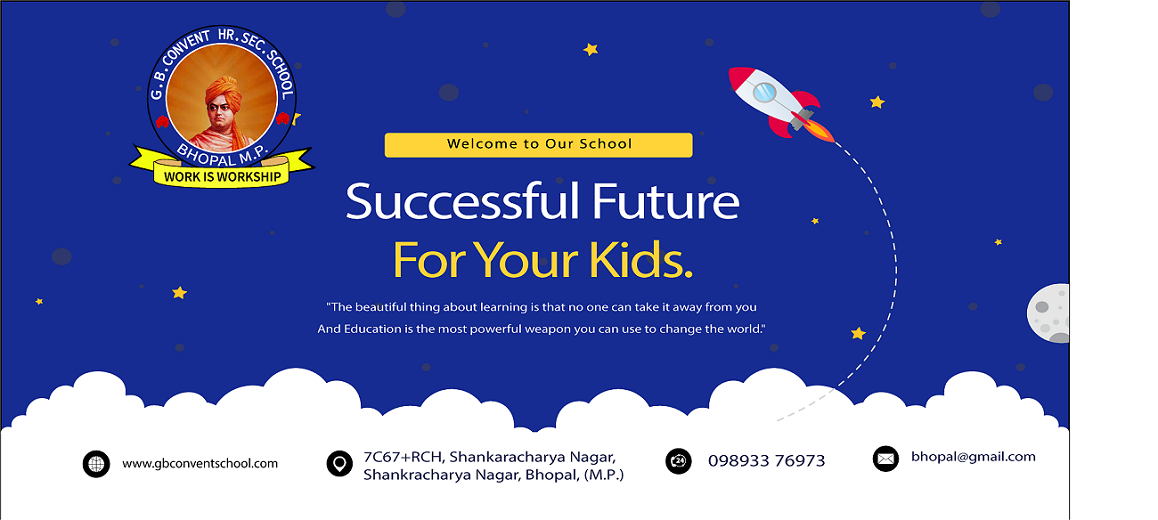 G.B. CONVENT HR.SEC.SCHOOL
BHOPAL M.P.
WORK IS WORKSHIP
Welcome to Our School
Successful Future
For Your Kids.
"The beautiful thing about learning is that no one can take it away from you
And Education is the most powerful weapon you can use to change the world."
www.gbconventschool.com
7C67+RCH, Shankaracharya Nagar,
Shankracharya Nagar, Bhopal, (M.P.)
24
098933 76973
bhopal@gmail.com